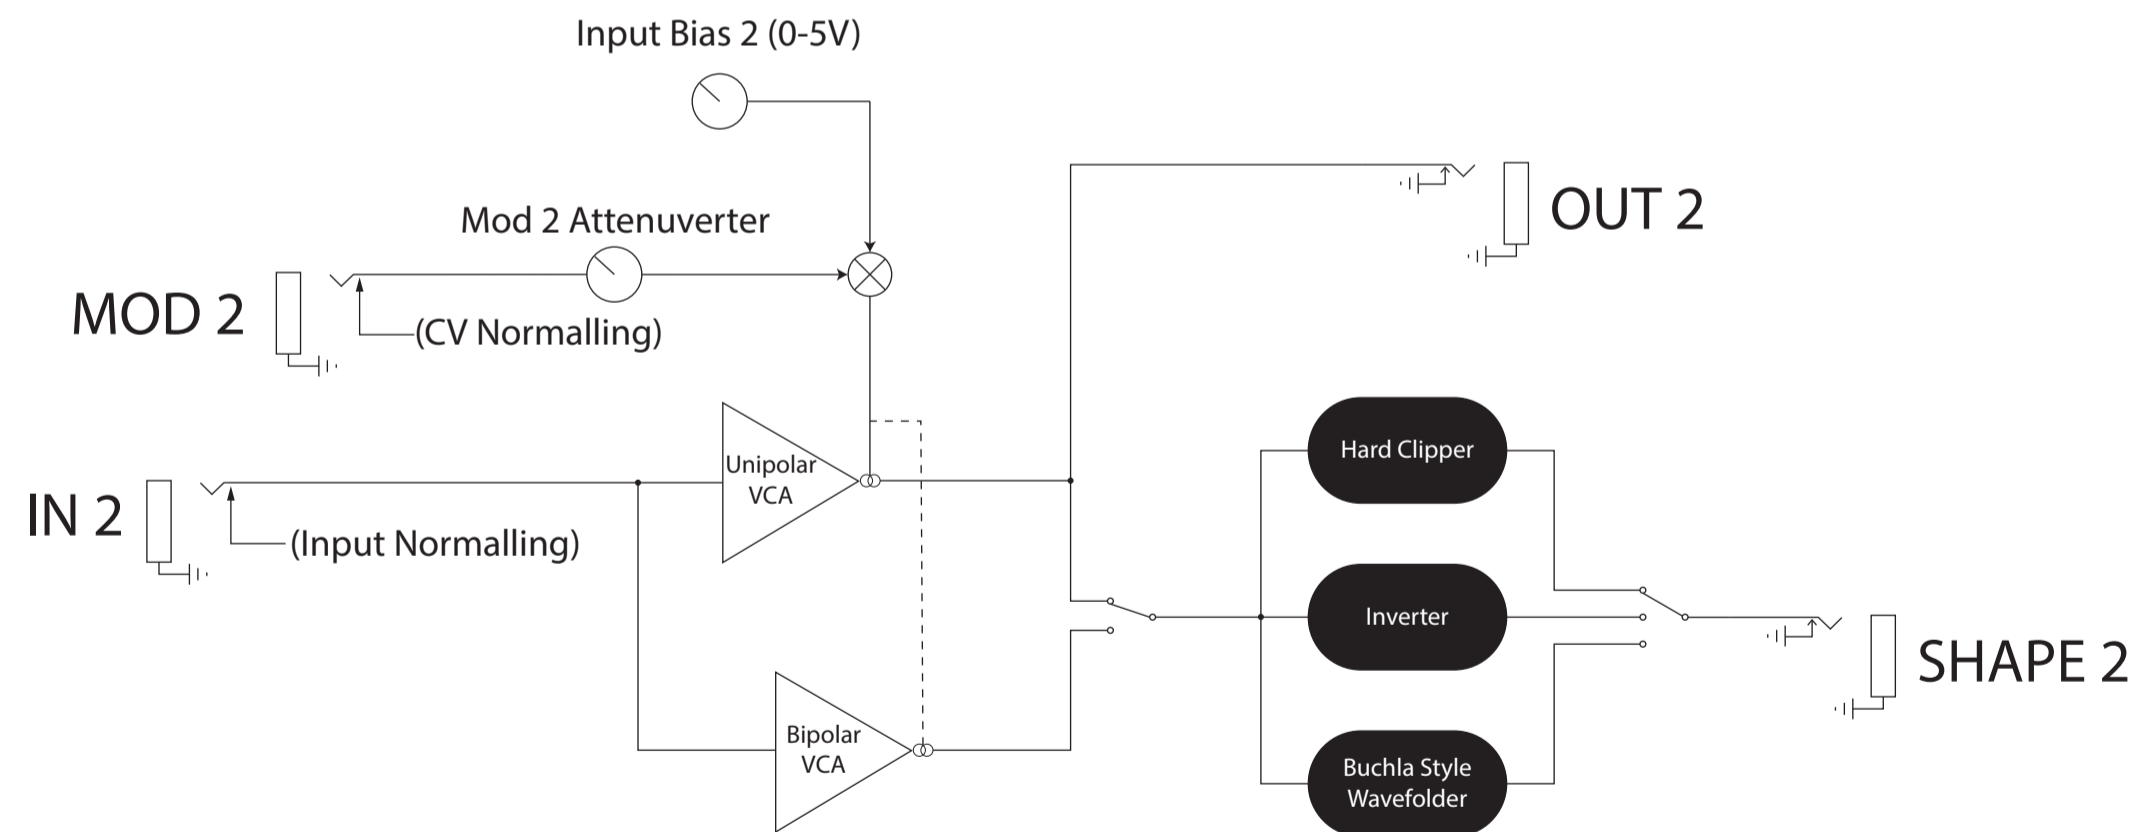 Input Bias 2 (0-5V)
Mod 2 Attenuverter
MOD 2
(CV Normalling)
OUT 2
IN 2
(Input Normalling)
Unipolar
VCA
Hard Clipper
Inverter
SHAPE 2
Bipolar
VCA
Buchla Style
Wavefolder